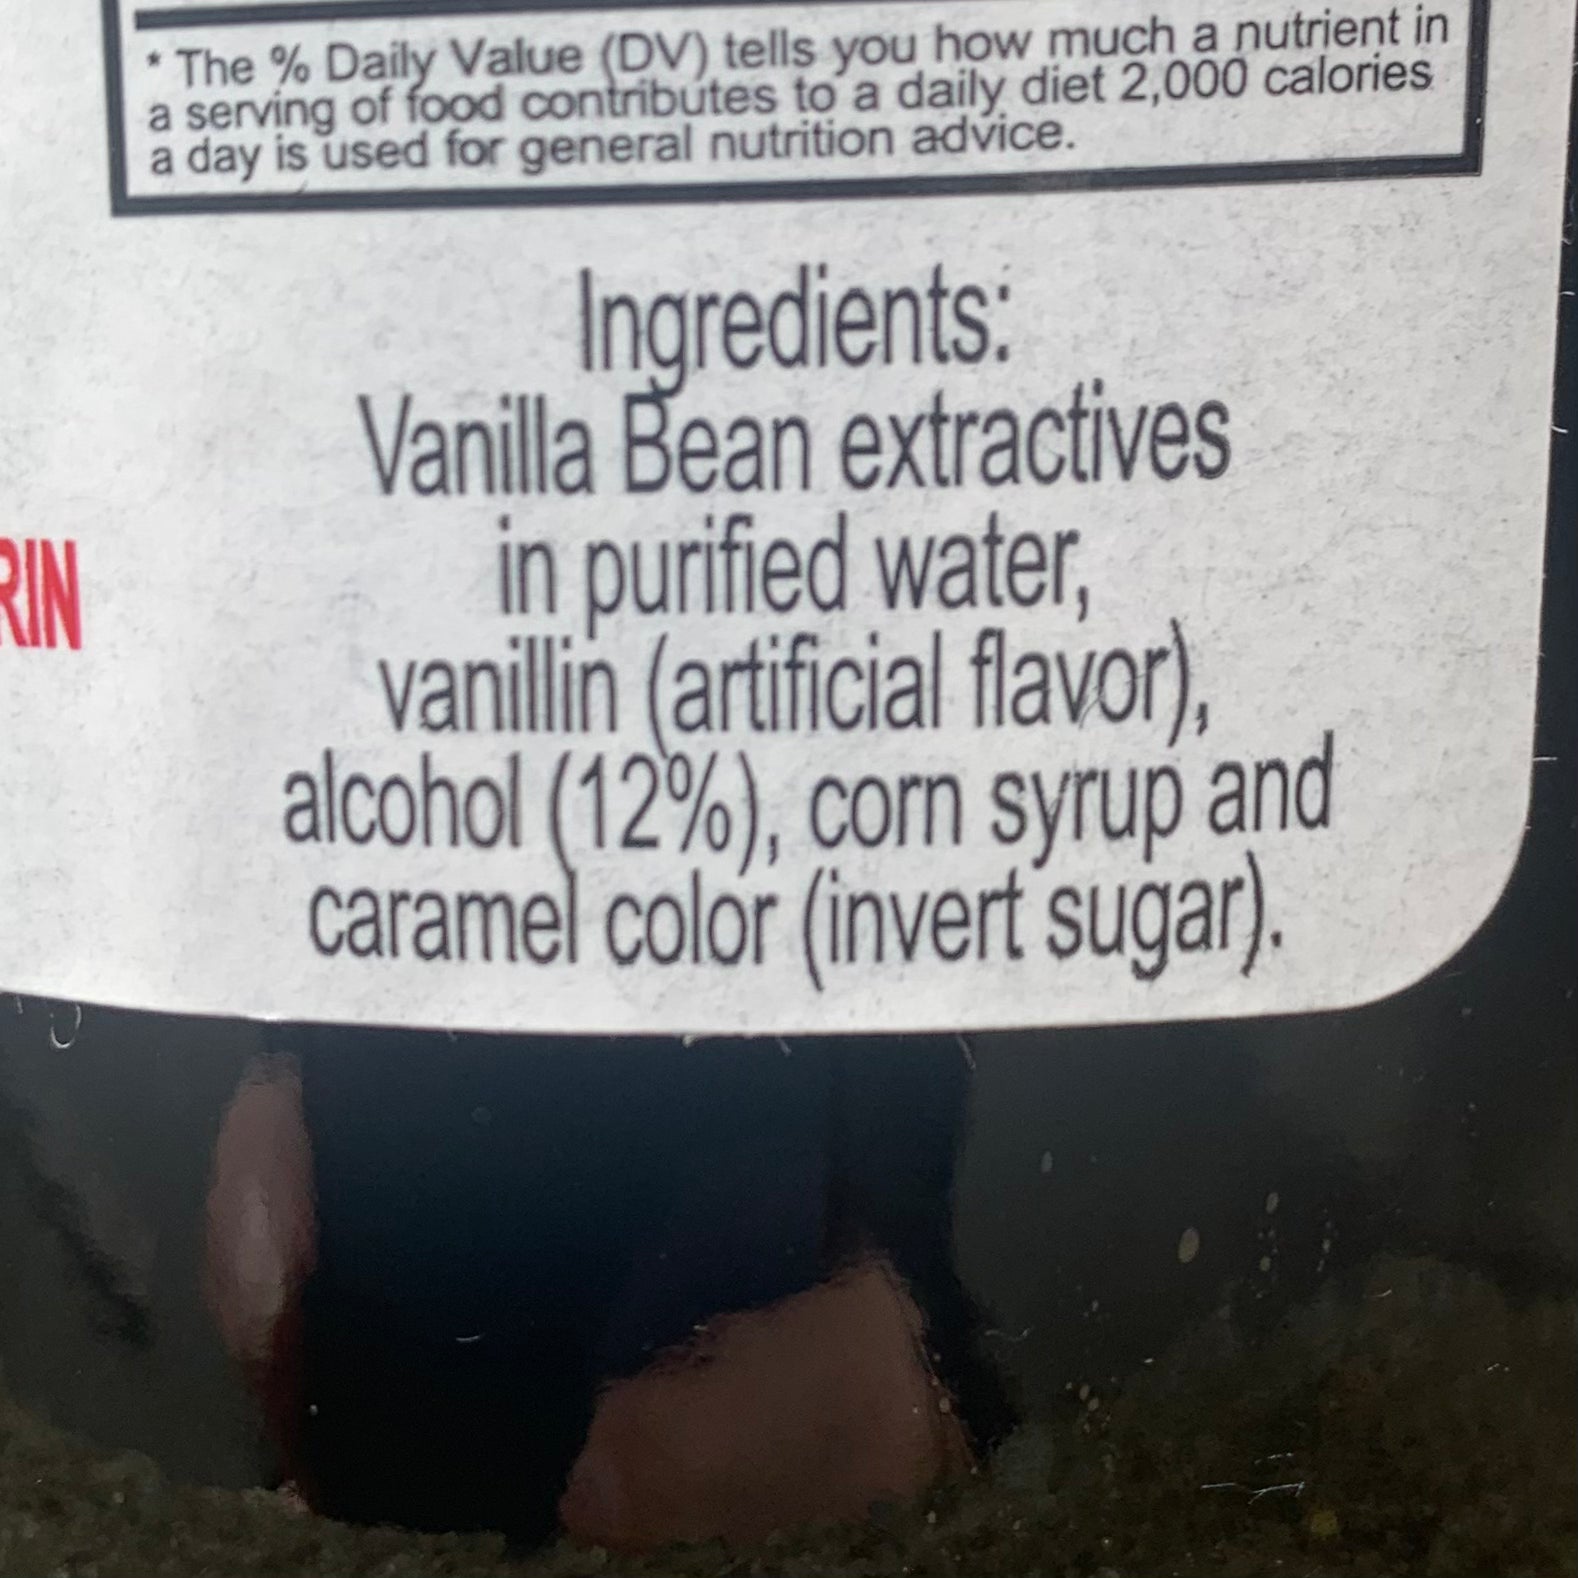 * The % Daily Value (DV) tells you how much a nutrient in
a serving of food contributes to a daily diet 2,000 calories
a day is used for general nutrition advice.
Ingredients:
Vanilla Bean extractives
in purified water,
RIN
vanillin (artificial flavor),
alcohol (12%), corn syrup and
caramel color (invert sugar).